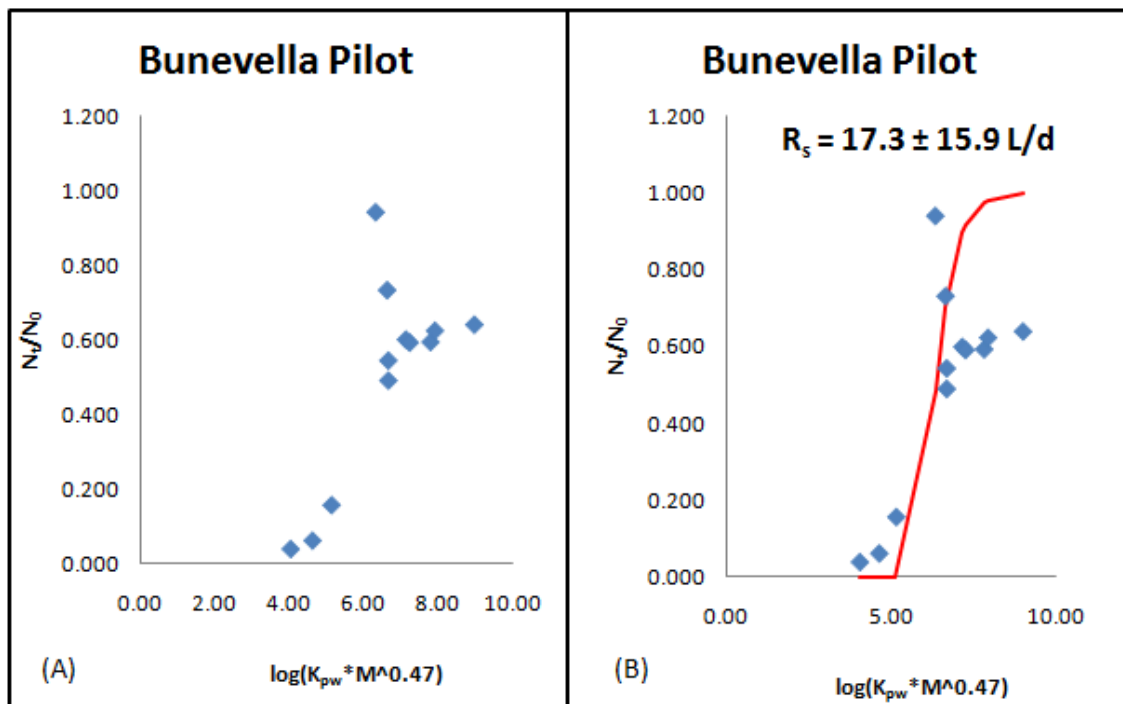 Bunevella Pilot
1.200
1.000
0.800
0.600
0.400
0.200
0.000
Nₜ/N₀
0.00 2.00 4.00 6.00 8.00 10.00
(A)
log(Kₚw*M^0.47)
Bunevella Pilot
Rₛ = 17.3 ± 15.9 L/d
1.200
1.000
0.800
0.600
0.400
0.200
0.000
Nₜ/N₀
0.00 5.00 10.00
(B)
log(Kₚw*M^0.47)